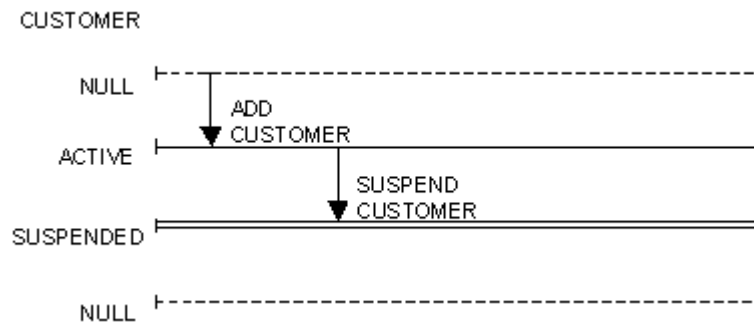 CUSTOMER
NULL
ADD
CUSTOMER
ACTIVE
SUSPEND
CUSTOMER
SUSPENDED
NULL